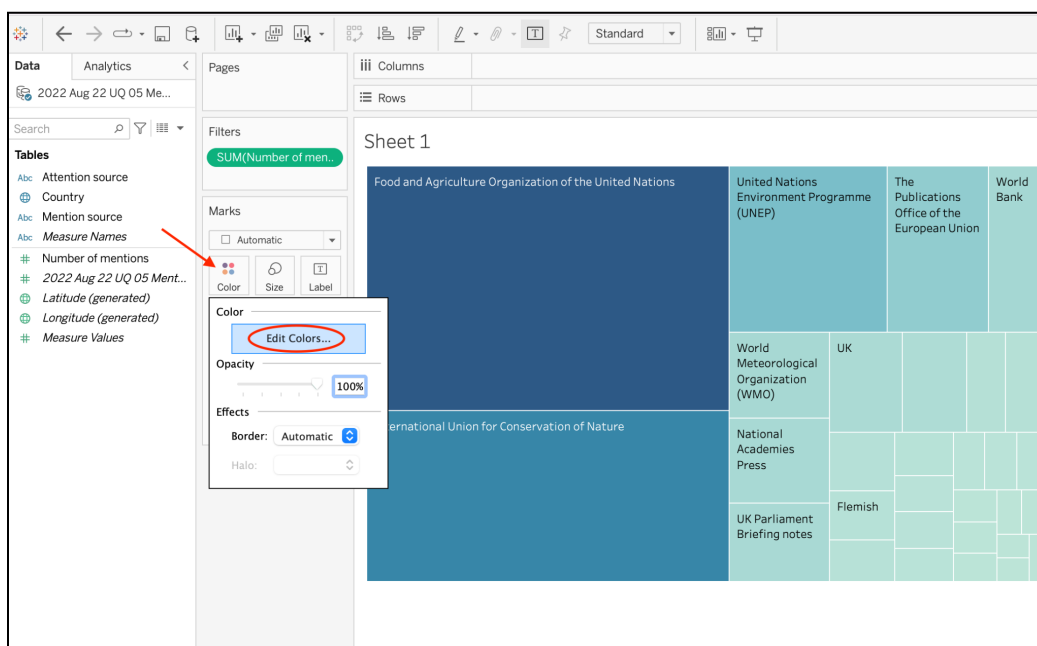 Standard
Data
Analytics
Pages
iii Columns
2022 Aug 22 UQ 05 Me...
Rows
Search
Filters
Sheet 1
Tables
SUM(Number of men..
Abc Attention source
Country
Abc Mention source
Abc Measure Names
# Number of mentions
# 2022 Aug 22 UQ 05 Ment...
Latitude (generated)
Longitude (generated)
# Measure Values
Marks
Automatic
Color
Size
T
Label
Color
Edit Colors...
Opacity
100%
Effects
Border: Automatic
Halo:
Food and Agriculture Organization of the United Nations
ernational Union for Conservation of Nature
United Nations
Environment Programme
(UNEP)
The
Publications
Office of the
European Union
World
Bank
World
Meteorological
Organization
(WMO)
UK
National
Academies
Press
Flemish
UK Parliament
Briefing notes